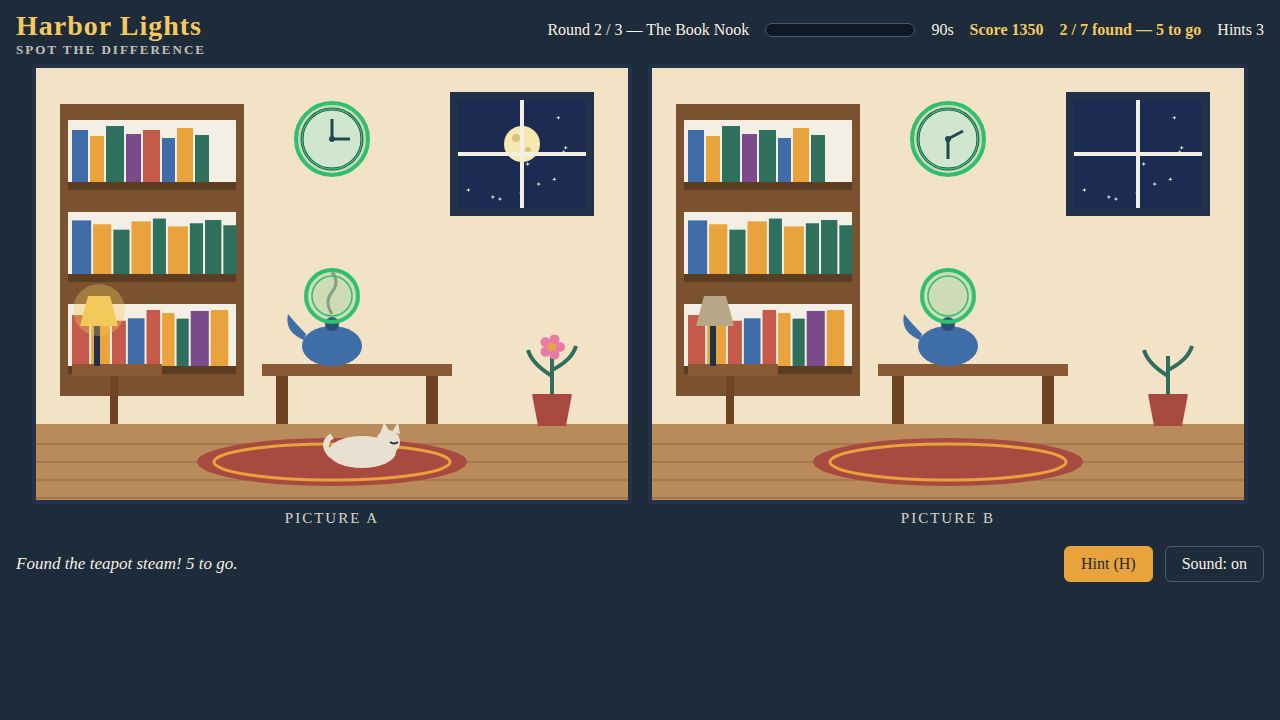 Harbor Lights
SPOT THE DIFFERENCE
Round 2 / 3 — The Book Nook
90s
Score 1350
2 / 7 found — 5 to go
Hints 3
PICTURE A
PICTURE B
Found the teapot steam! 5 to go.
Hint (H)
Sound: on